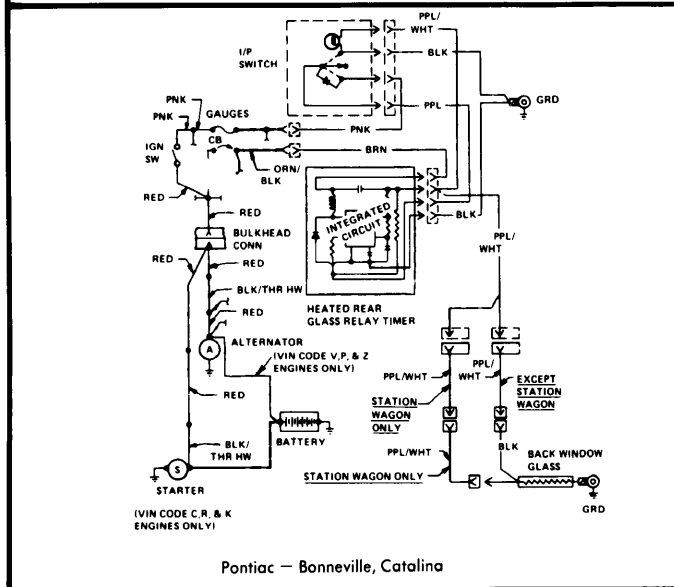 PPL/
WHT
I/P
SWITCH
BLK
GRD
PNK
PNK
GAUGES
PPL
PNK
IGN
SW
CB
BRN
ORN/
BLK
RED
RED
INTEGRATED
CIRCUIT
BLK
BULKHEAD
CONN
PPL/
WHT
RED
RED
BLK/THR HW
RED
HEATED REAR
GLASS RELAY TIMER
ALTERNATOR
A
(VIN CODE V,P, & Z
ENGINES ONLY)
PPL/WHT
PPL/
WHT
EXCEPT
STATION
WAGON
RED
STATION
WAGON
ONLY
BATTERY
BLK/
THR HW
PPL/WHT
BLK
BACK WINDOW
GLASS
S
STATION WAGON ONLY
STARTER
GRD
(VIN CODE C,R, & K
ENGINES ONLY)
Pontiac — Bonneville, Catalina